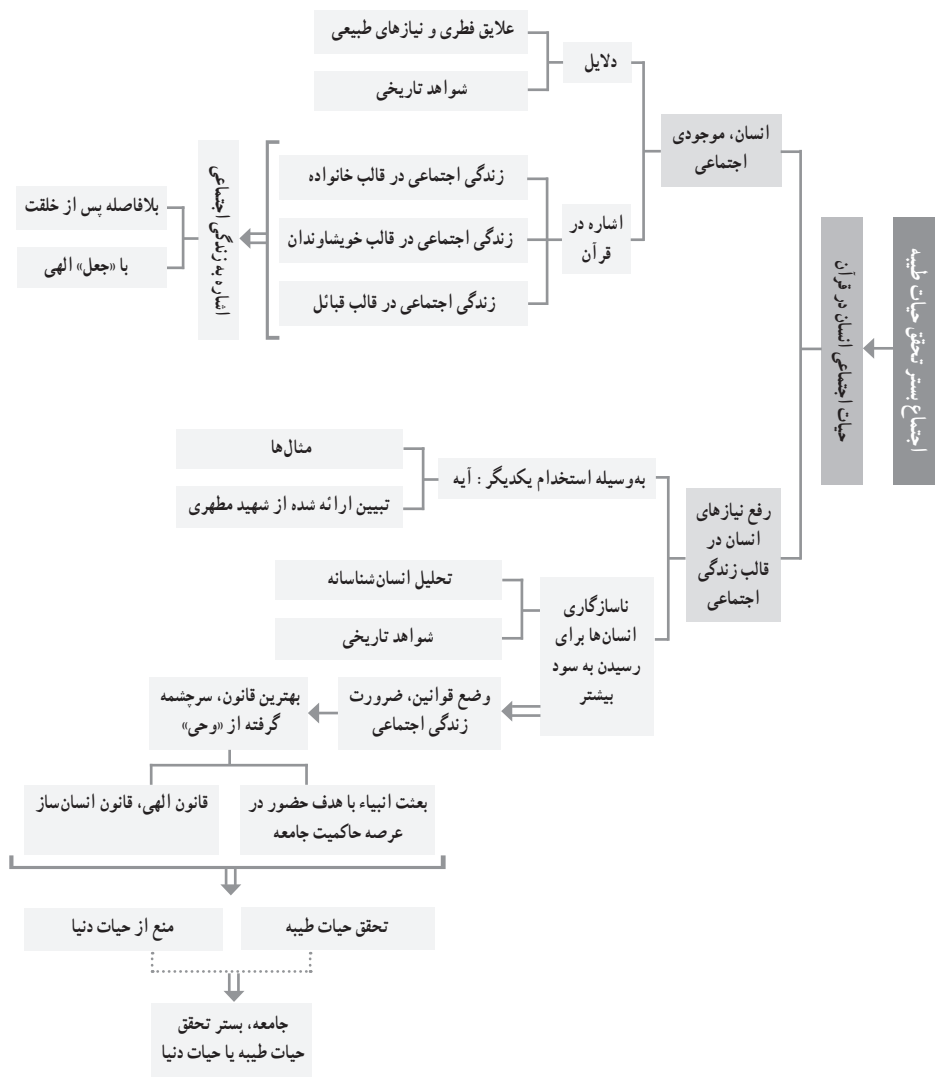 اجتماع بستر تحقق حیات طیبه
حیات اجتماعی انسان در قرآن
انسان، موجودی
اجتماعی
دلایل
علایق فطری و نیازهای طبیعی
شواهد تاریخی
اشاره در
قرآن
زندگی اجتماعی در قالب خانواده
زندگی اجتماعی در قالب خویشاوندان
زندگی اجتماعی در قالب قبائل
اشاره به زندگی اجتماعی
بلافاصله پس از خلقت
با «جعل» الهی
رفع نیازهای
انسان در
قالب زندگی
اجتماعی
به‌وسیله استخدام یکدیگر : آیه
مثال‌ها
تبیین ارائه شده از شهید مطهری
ناسازگاری
انسان‌ها برای
رسیدن به سود
بیشتر
تحلیل انسان‌شناسانه
شواهد تاریخی
وضع قوانین، ضرورت
زندگی اجتماعی
بهترین قانون، سرچشمه
گرفته از «وحی»
بعثت انبیاء با هدف حضور در
عرصه حاکمیت جامعه
قانون الهی، قانون انسان‌ساز
تحقق حیات طیبه
منع از حیات دنیا
جامعه، بستر تحقق
حیات طیبه یا حیات دنیا